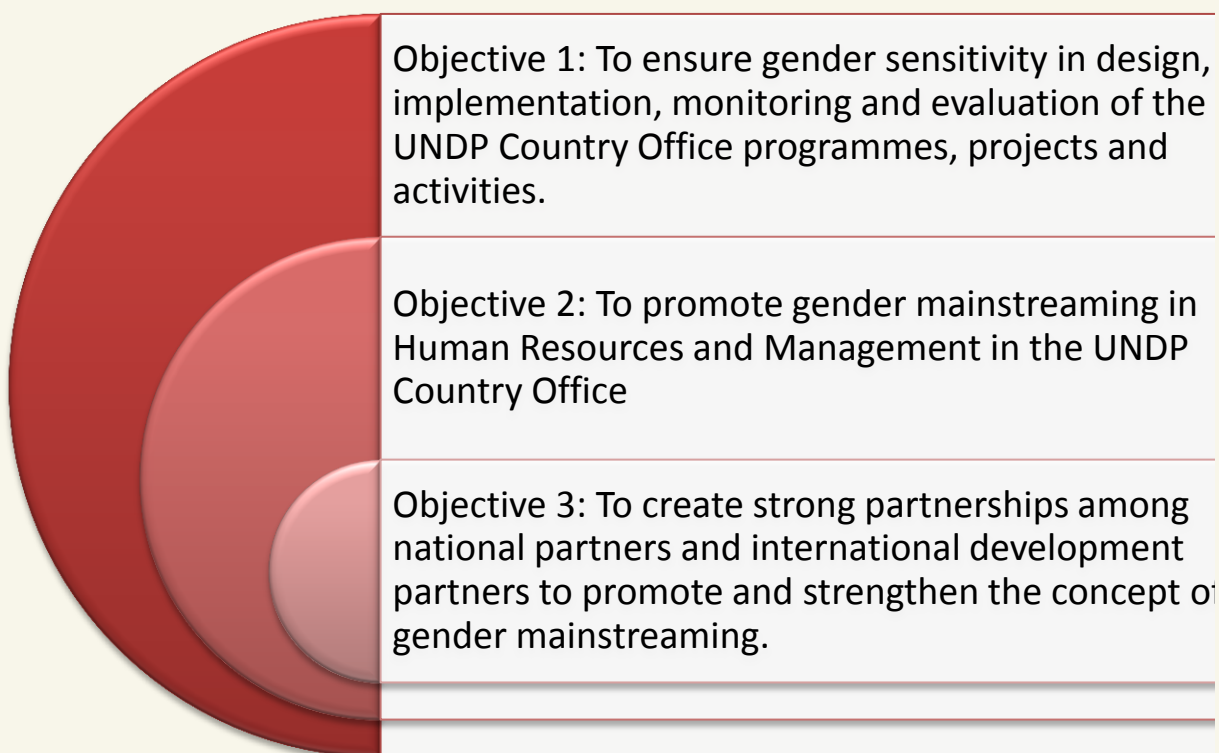 Objective 1: To ensure gender sensitivity in design,
implementation, monitoring and evaluation of the
UNDP Country Office programmes, projects and
activities.
Objective 2: To promote gender mainstreaming in
Human Resources and Management in the UNDP
Country Office
Objective 3: To create strong partnerships among
national partners and international development
partners to promote and strengthen the concept of
gender mainstreaming.